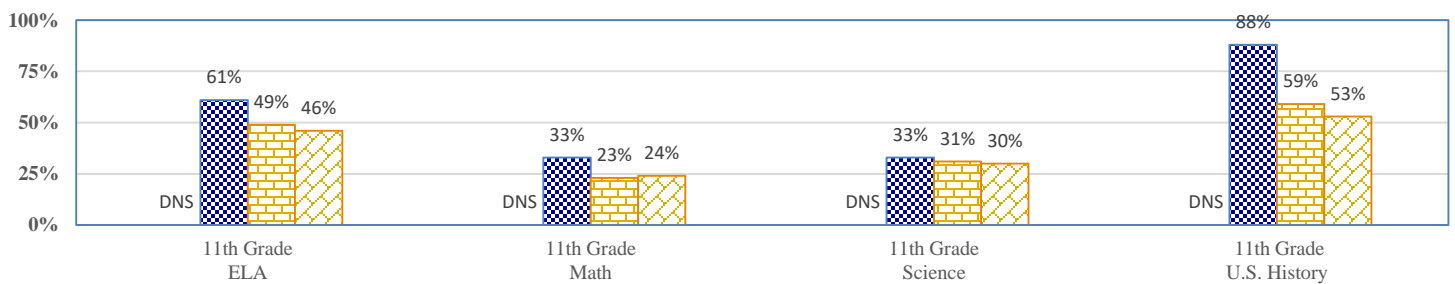 100%
75%
50%
25%
0%
DNS 61% 49% 46%
DNS 33% 23% 24%
DNS 33% 31% 30%
DNS 88% 59% 53%
11th Grade
ELA
11th Grade
Math
11th Grade
Science
11th Grade
U.S. History